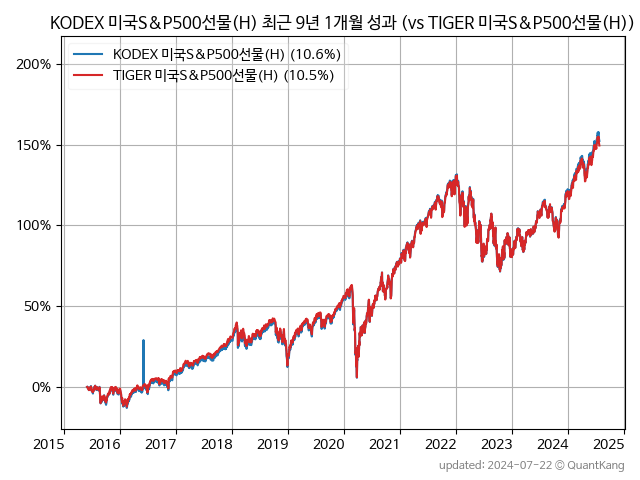 KODEX 미국S&P500선물(H) 최근 9년 1개월 성과 (vs TIGER 미국S&P500선물(H))
KODEX 미국S&P500선물(H) (10.6%)
TIGER 미국S&P500선물(H) (10.5%)
200%
150%
100%
50%
0%
2015 2016 2017 2018 2019 2020 2021 2022 2023 2024 2025
updated: 2024-07-22 © QuantKang